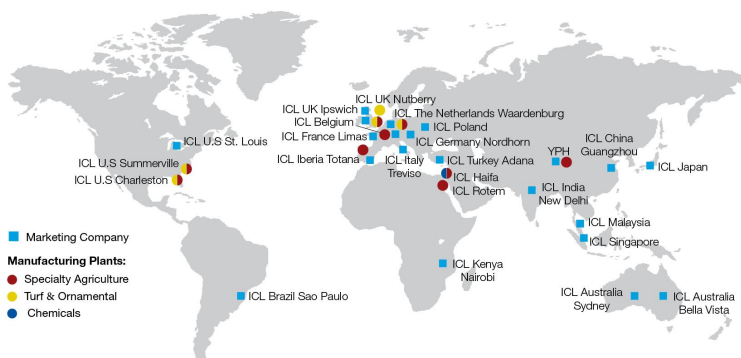 ICL UK Nutberry
ICL UK Ipswich
ICL The Netherlands Waardenburg
ICL Belgium
ICL Poland
ICL France Limas
ICL Germany Nordhorn
ICL U.S St. Louis
ICL Iberia Totana
ICL Italy
Treviso
ICL Turkey Adana
YPH
ICL China
Guangzhou
ICL Japan
ICL U.S Summerville
ICL U.S Charleston
ICL Haifa
ICL Rotem
ICL India
New Delhi
ICL Malaysia
ICL Singapore
Marketing Company
Manufacturing Plants:
Specialty Agriculture
Turf & Ornamental
Chemicals
ICL Kenya
Nairobi
ICL Brazil Sao Paulo
ICL Australia
Sydney
ICL Australia
Bella Vista